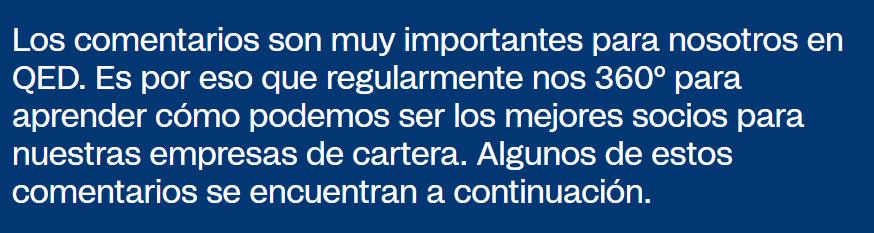 Los comentarios son muy importantes para nosotros en
QED. Es por eso que regularmente nos 360º para
aprender cómo podemos ser los mejores socios para
nuestras empresas de cartera. Algunos de estos
comentarios se encuentran a continuación.